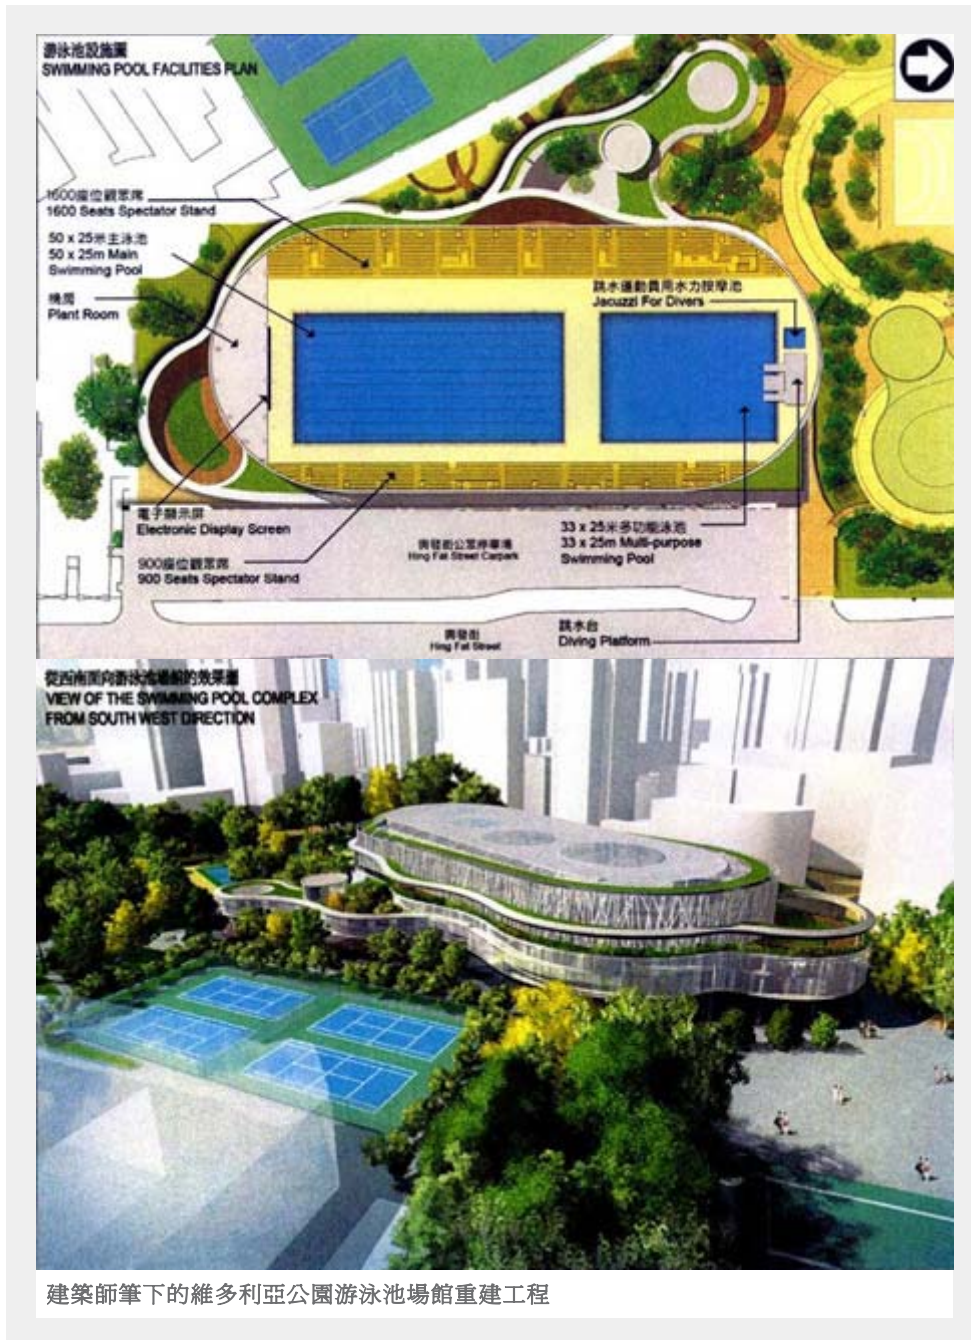 游泳池設施圖
SWIMMING POOL FACILITIES PLAN
1600座位觀眾席
1600 Seats Spectator Stand
50 x 25米主泳池
50 x 25m Main
Swimming Pool
機房
Plant Room
跳水運動員用水力按摩池
Jacuzzi For Divers
電子顯示屏
Electronic Display Screen
900座位觀眾席
900 Seats Spectator Stand
興發街公眾停車場
Hing Fat Street Carpark
33 x 25米多功能泳池
33 x 25m Multi-purpose
Swimming Pool
興發街
Hing Fat Street
跳水台
Diving Platform
從西南面向游泳池場館的效果圖
VIEW OF THE SWIMMING POOL COMPLEX
FROM SOUTH WEST DIRECTION
建築師筆下的維多利亞公園游泳池場館重建工程